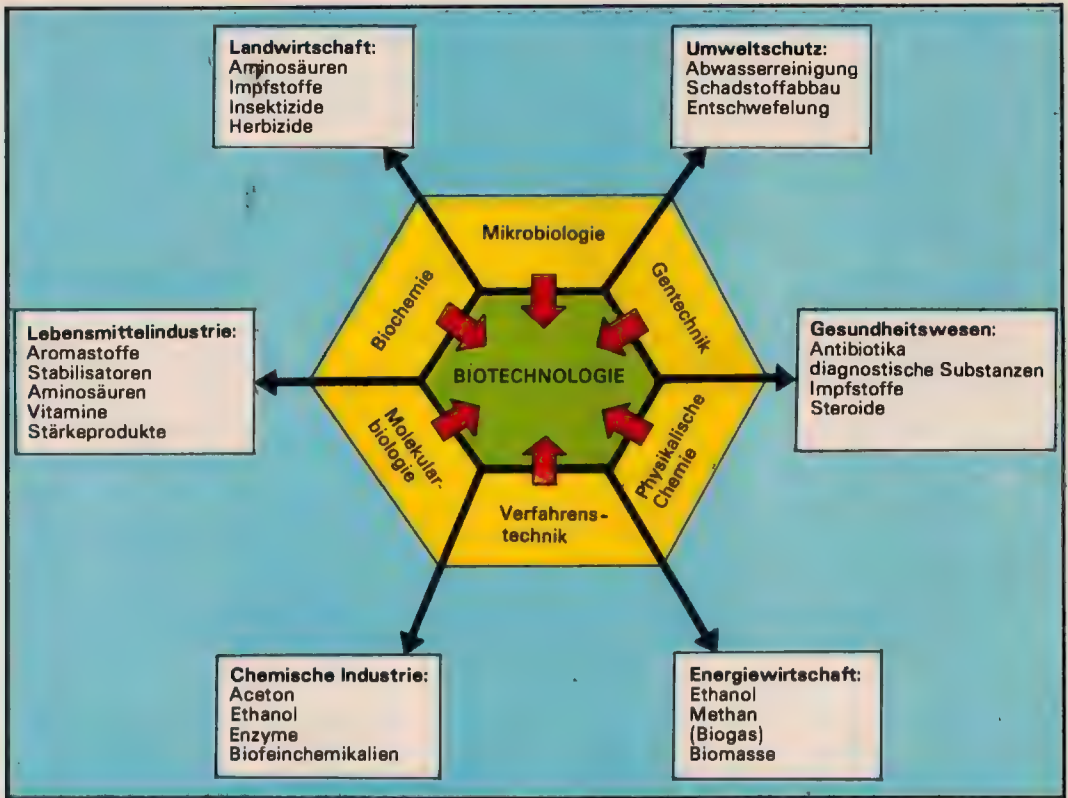 Landwirtschaft:
Aminosäuren
Impfstoffe
Insektizide
Herbizide
Umweltschutz:
Abwasserreinigung
Schadstoffabbau
Entschwefelung
Mikrobiologie
Biochemie
Gentechnik
Lebensmittelindustrie:
Aromastoffe
Stabilisatoren
Aminosäuren
Vitamine
Stärkeprodukte
BIOTECHNOLOGIE
Gesundheitswesen:
Antibiotika
diagnostische Substanzen
Impfstoffe
Steroide
Molekular-
biologie
Verfahrens-
technik
Physikalische
Chemie
Chemische Industrie:
Aceton
Ethanol
Enzyme
Biofeinchemikalien
Energiewirtschaft:
Ethanol
Methan
(Biogas)
Biomasse